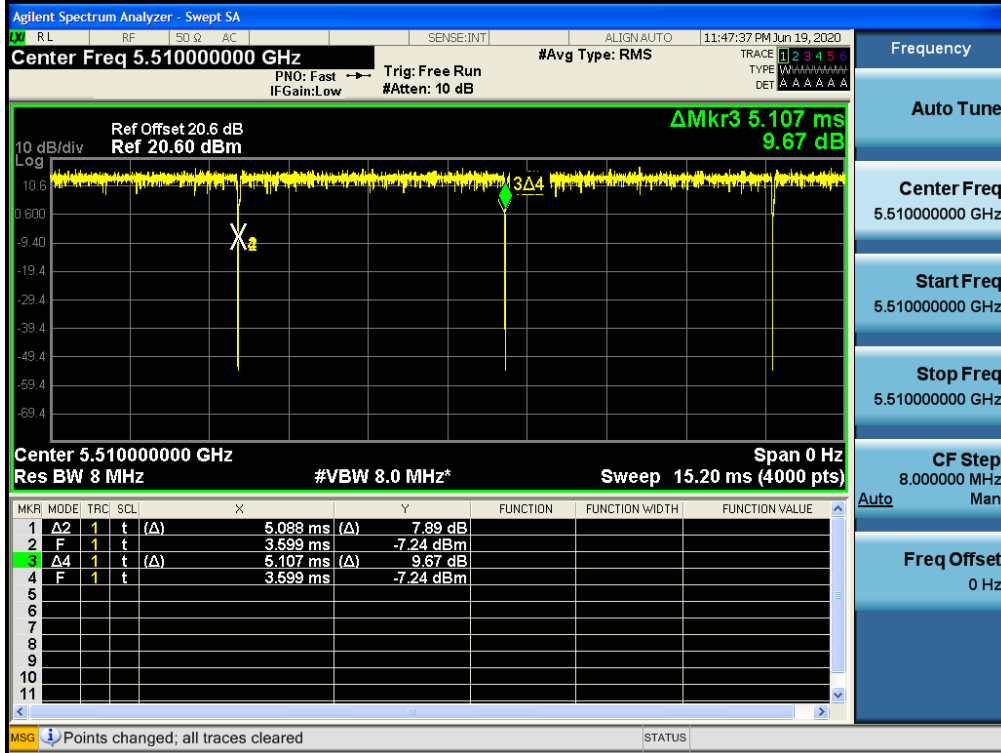 Agilent Spectrum Analyzer - Swept SA
LXI RL RF 50 Ω AC SENSE:INT ALIGN AUTO 11:47:37 PM Jun 19, 2020
Center Freq 5.510000000 GHz #Avg Type: RMS TRACE 1 2 3 4 5 6
PNO: Fast Trig: Free Run TYPE
IFGain:Low #Atten: 10 dB DET A A A A A A
ΔMkr3 5.107 ms
9.67 dB
Ref Offset 20.6 dB
10 dB/div Ref 20.60 dBm
Log
10.6
3Δ4
0.600
-9.40
-19.4
-29.4
-39.4
-49.4
-59.4
-69.4
Center 5.510000000 GHz Span 0 Hz
Res BW 8 MHz #VBW 8.0 MHz* Sweep 15.20 ms (4000 pts)
MKR MODE TRC SCL X Y FUNCTION FUNCTION WIDTH FUNCTION VALUE
1 Δ2 1 t (Δ) 5.088 ms (Δ) 7.89 dB
2 F 1 t 3.599 ms -7.24 dBm
3 Δ4 1 t (Δ) 5.107 ms (Δ) 9.67 dB
4 F 1 t 3.599 ms -7.24 dBm
5
6
7
8
9
10
11
MSG Points changed; all traces cleared STATUS
Frequency
Auto Tune
Center Freq
5.510000000 GHz
Start Freq
5.510000000 GHz
Stop Freq
5.510000000 GHz
CF Step
8.000000 MHz
Auto Man
Freq Offset
0 Hz